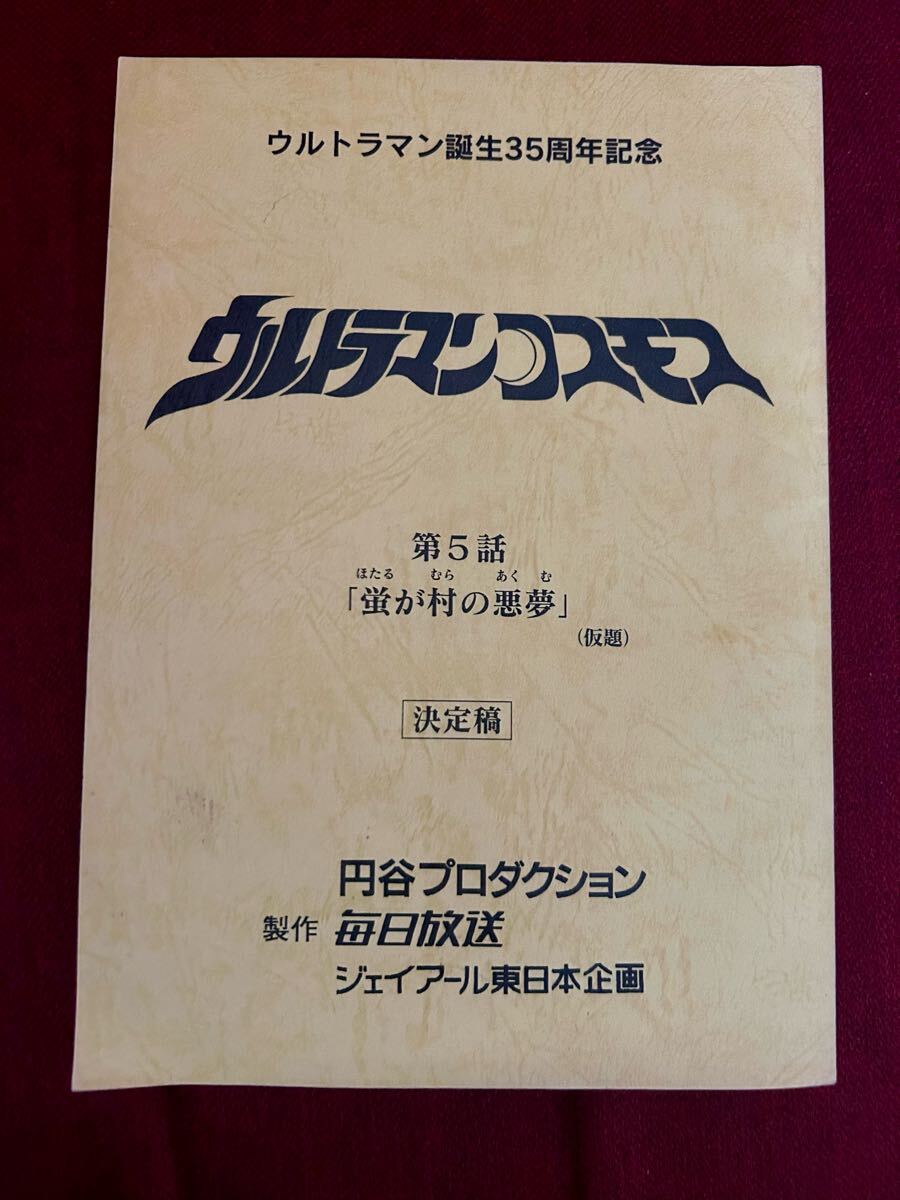 ウルトラマン誕生35周年記念
ウルトラマンコスモス
第5話
ほたる むら あく む
「蛍が村の悪夢」
(仮題)
決定稿
円谷プロダクション
製作 毎日放送
ジェイアール東日本企画